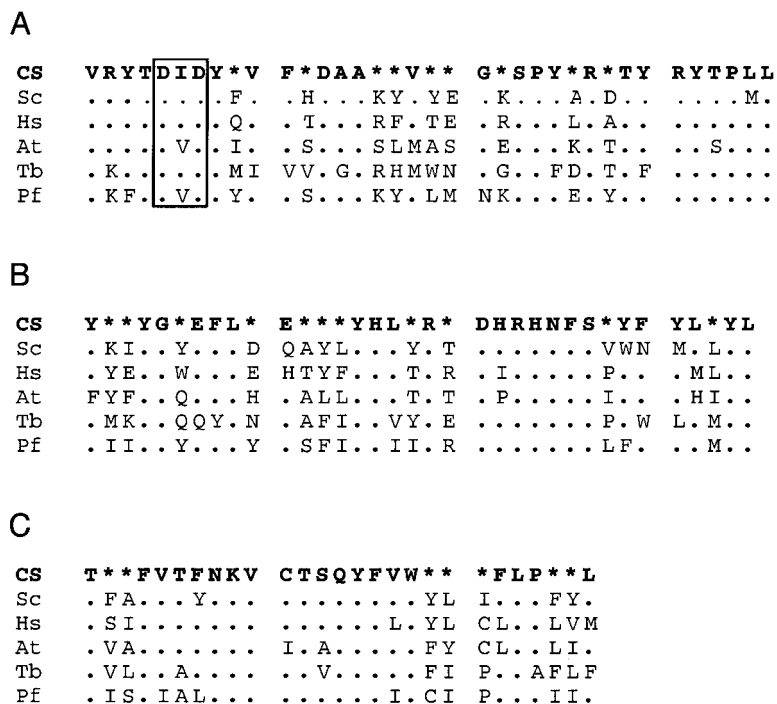 A
CS VRYTDIDY*V F*DAA**V** G*SPY*R*TY RYTPLL
Sc ........F. .H...KY.YE .K...A.D.. ....M.
Hs ........Q. .I...RF.TE .R...L.A.. ......
At .....V..I. .S...SLMAS .E...K.T.. ..S...
Tb .K......MI VV.G.RHMWN .G..FD.T.F ......
Pf .KF..V..Y. .S...KY.LM NK...E.Y.. ......
B
CS Y**YG*EFL* E***YHL*R* DHRHNFS*YF YL*YL
Sc .KI..Y...D QAYL...Y.T .......VWN M.L..
Hs .YE..W...E HTYF...T.R .I.....P.. .ML..
At FYF..Q...H .ALL...T.T .P.....I.. .HI..
Tb .MK..QQY.N .AFI..VY.E .......P.W L.M..
Pf .II..Y...Y .SFI..II.R .......LF. ..M..
C
CS T**FVTFNKV CTSQYFVW** *FLP**L
Sc .FA...Y... ........YL I...FY.
Hs .SI....... ......L.YL CL..LVM
At .VA....... I.A.....FY CL..LI.
Tb .VL..A.... ..V.....FI P..AFLF
Pf .IS.IAL... ......I.CI P...II.